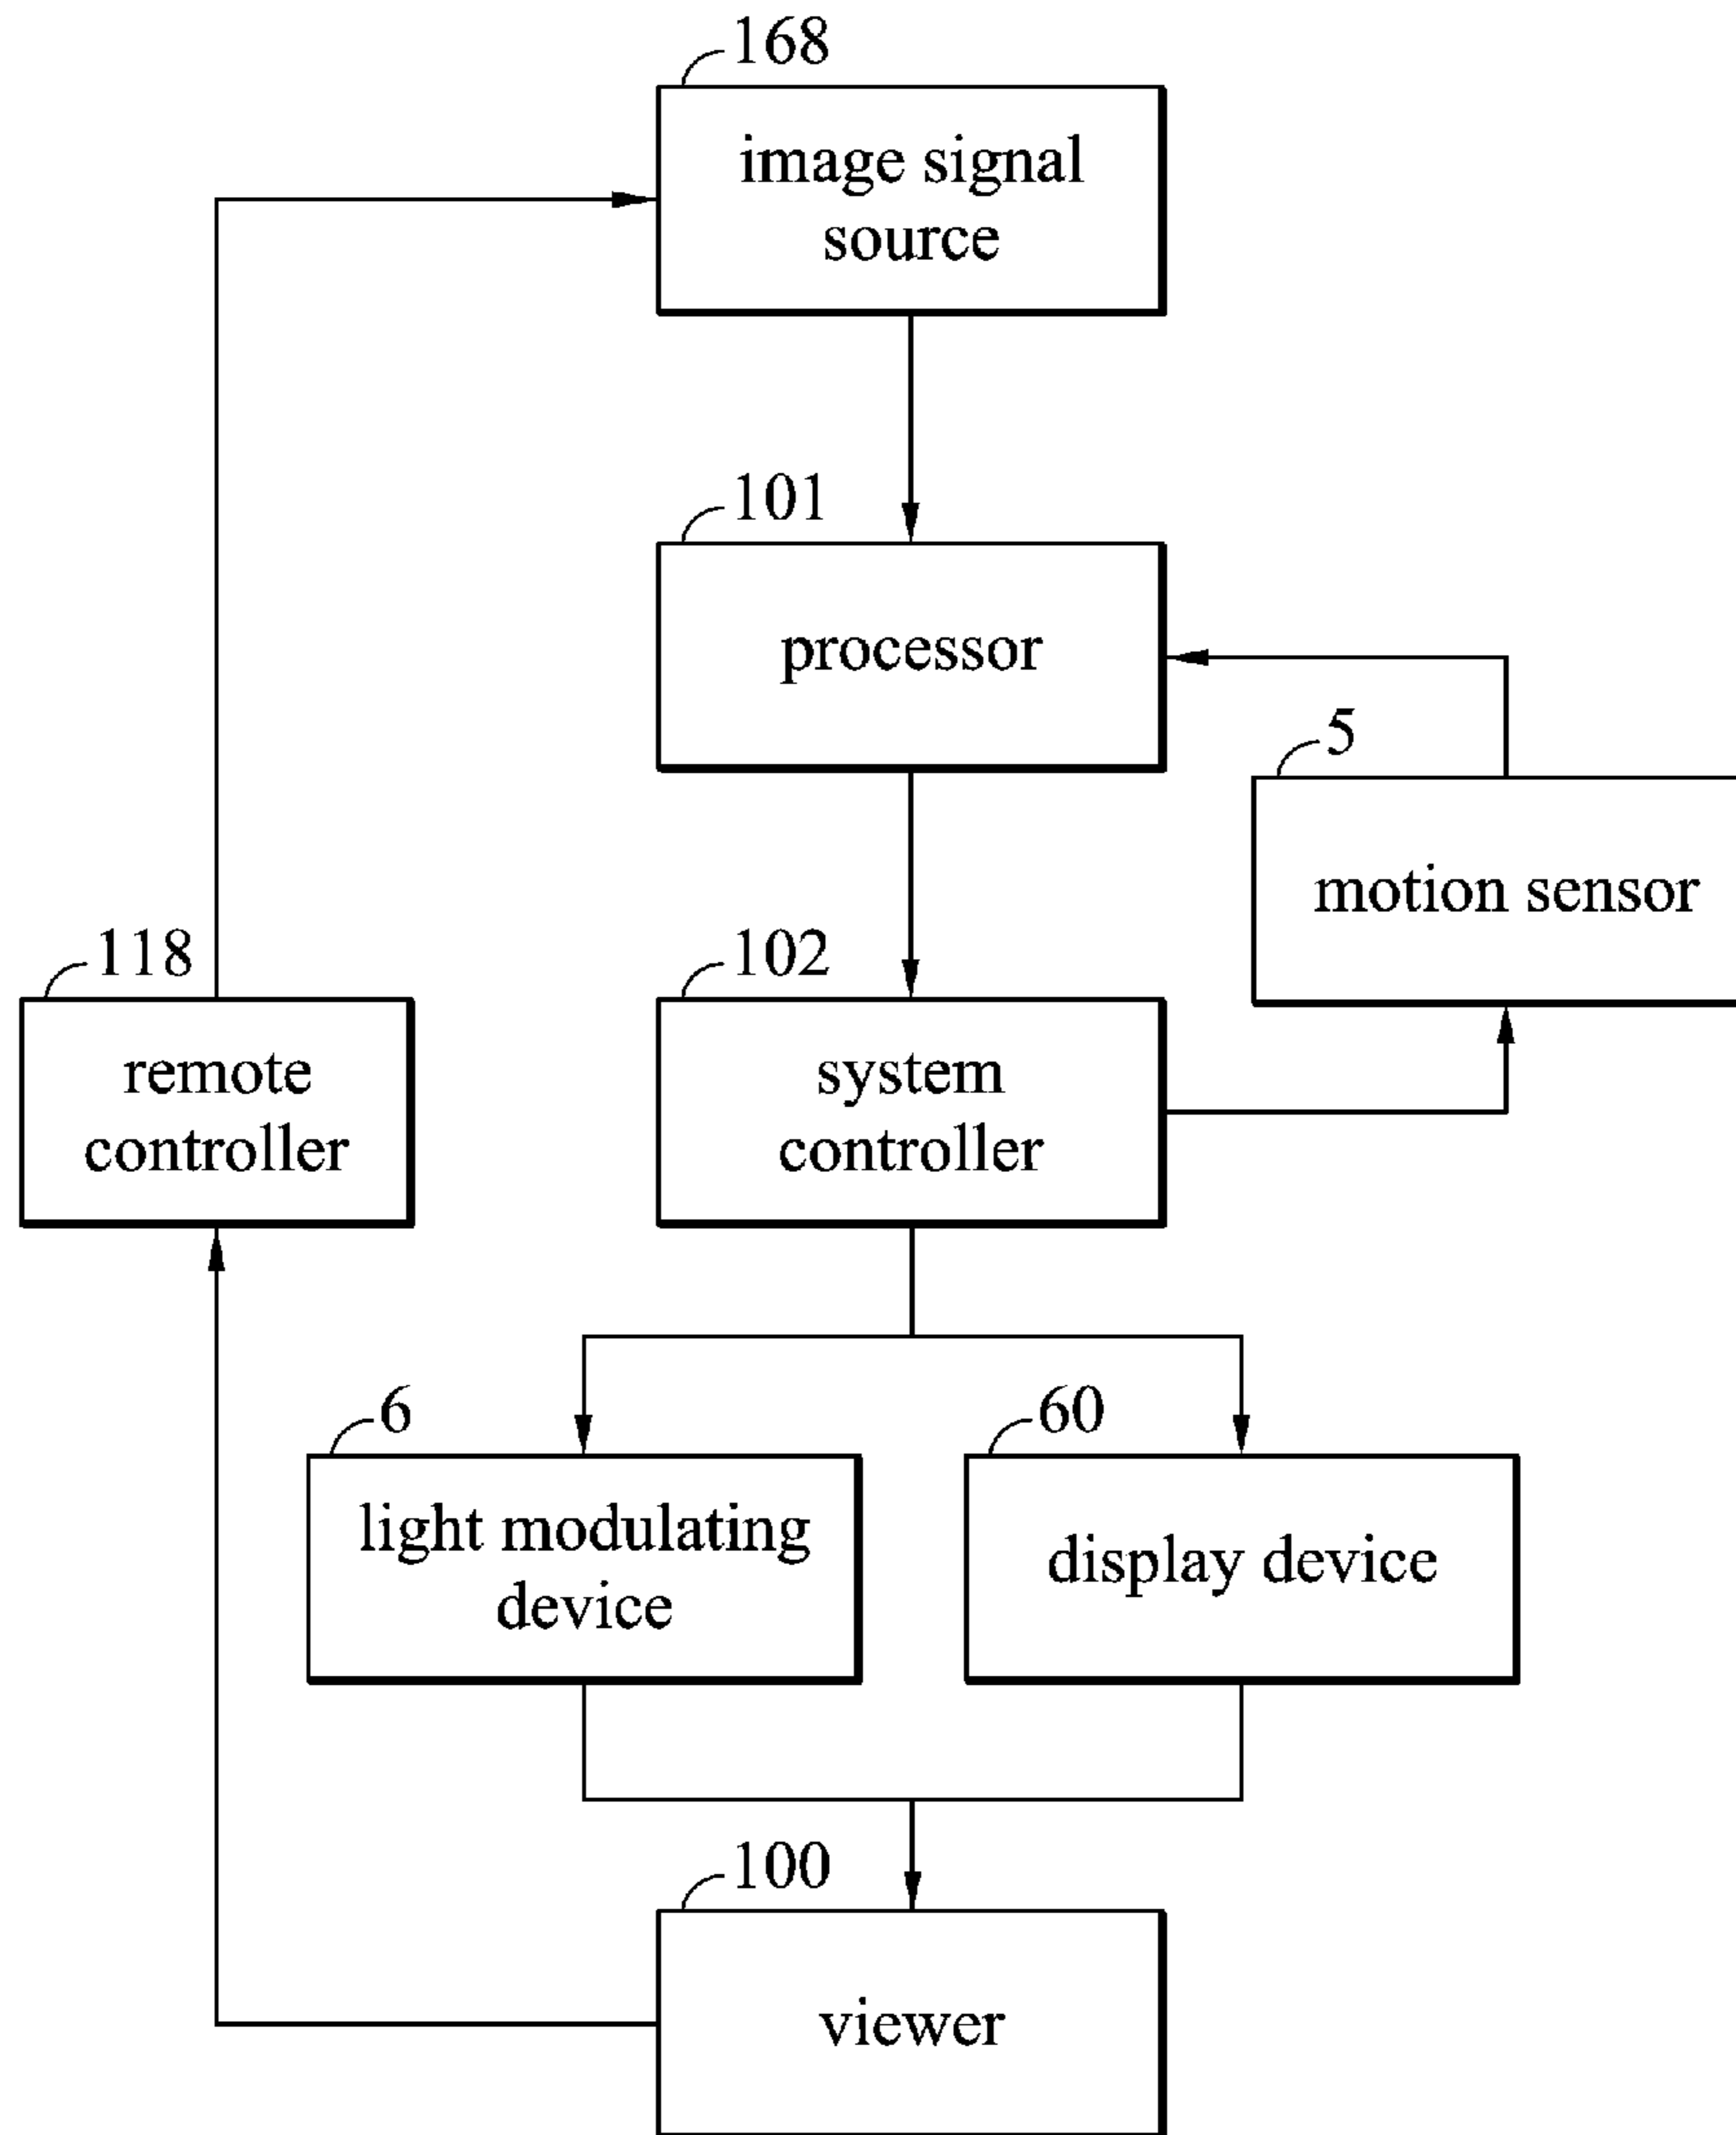 168
image signal
source
101
processor
5
motion sensor
118
remote
controller
102
system
controller
6
light modulating
device
60
display device
100
viewer